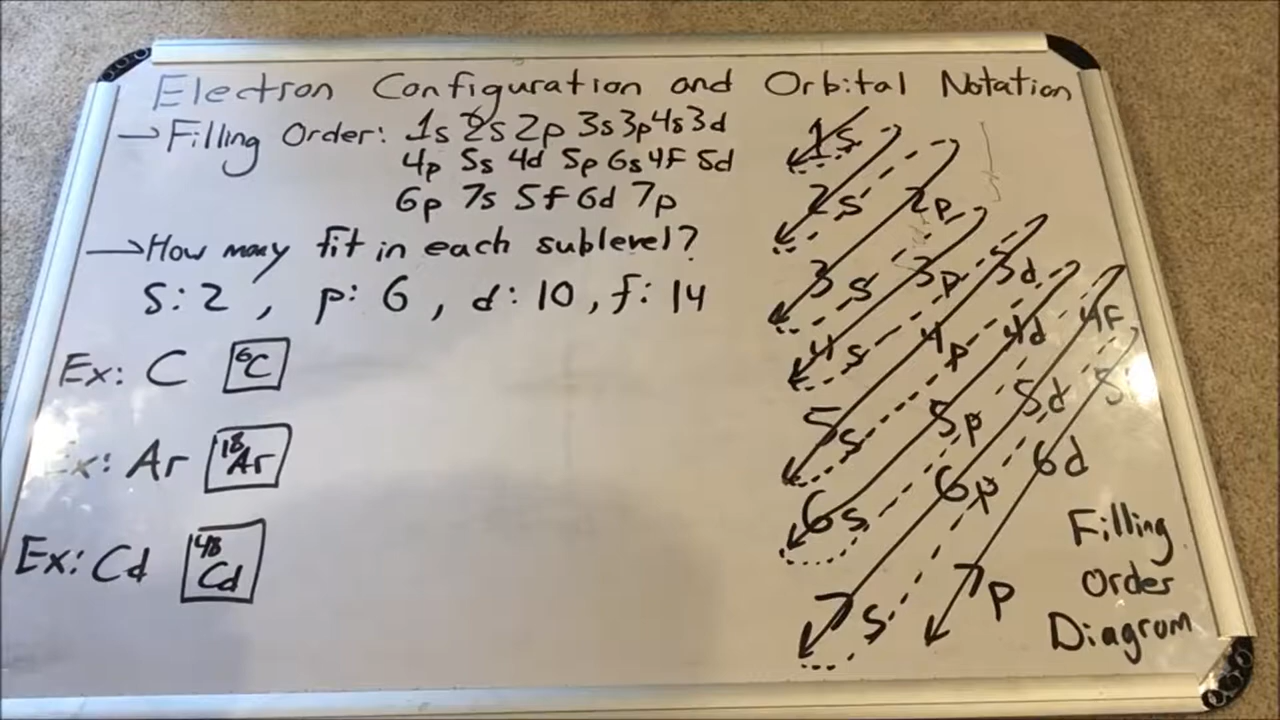 Electron Configuration and Orbital Notation
→ Filling Order: 1s 2s 2p 3s 3p 4s 3d
4p 5s 4d 5p 6s 4f 5d
6p 7s 5f 6d 7p
→ How many fit in each sublevel?
s: 2 , p: 6 , d: 10 , f: 14
Ex: C 6C
Ex: Ar 18Ar
Ex: Cd 48Cd
1s
2s 2p
3s 3p 3d
4s 4p 4d 4f
5s 5p 5d
6s 6p 6d
7s 7p
Filling
Order
Diagram